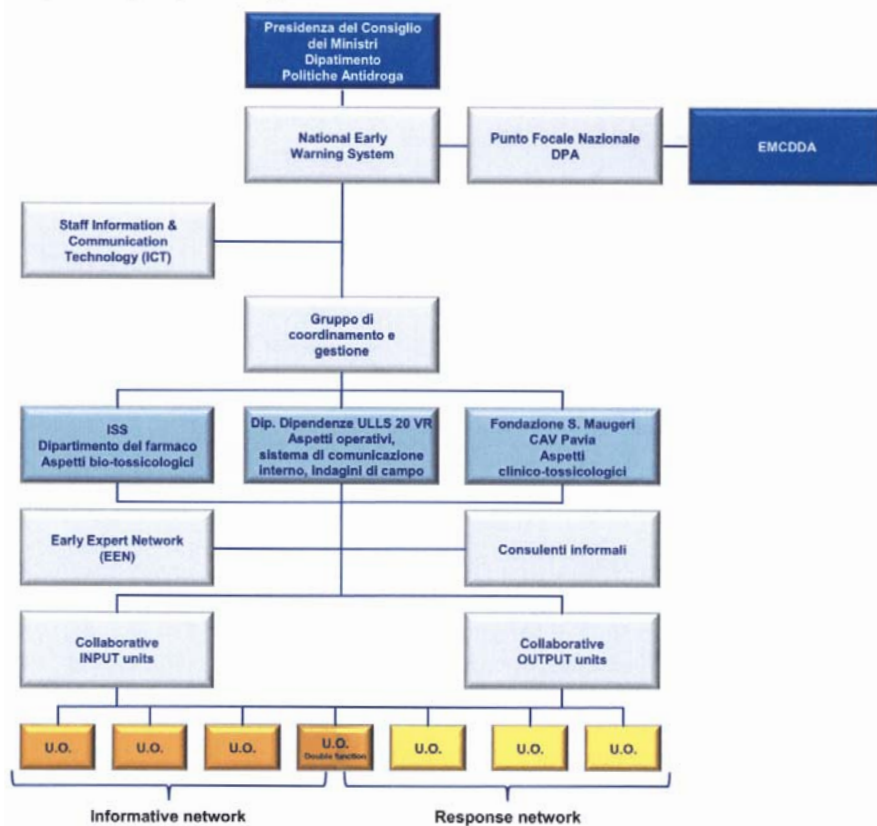 Presidenza del Consiglio
dei Ministri
Dipatimento
Politiche Antidroga
National Early
Warning System
Punto Focale Nazionale
DPA
EMCDDA
Staff Information &
Communication
Technology (ICT)
Gruppo di
coordinamento e
gestione
ISS
Dipartimento del farmaco
Aspetti bio-tossicologici
Dip. Dipendenze ULLS 20 VR
Aspetti operativi,
sistema di comunicazione
interno, indagini di campo
Fondazione S. Maugeri
CAV Pavia
Aspetti
clinico-tossicologici
Early Expert Network
(EEN)
Consulenti informali
Collaborative
INPUT units
Collaborative
OUTPUT units
U.O.
U.O.
U.O.
U.O.
Double function
U.O.
U.O.
U.O.
Informative network
Response network